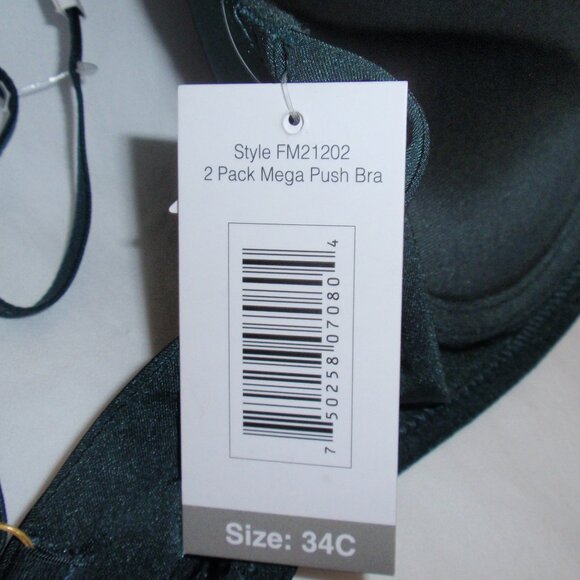 Style FM21202
2 Pack Mega Push Bra
7 50258 07080 4
Size: 34C